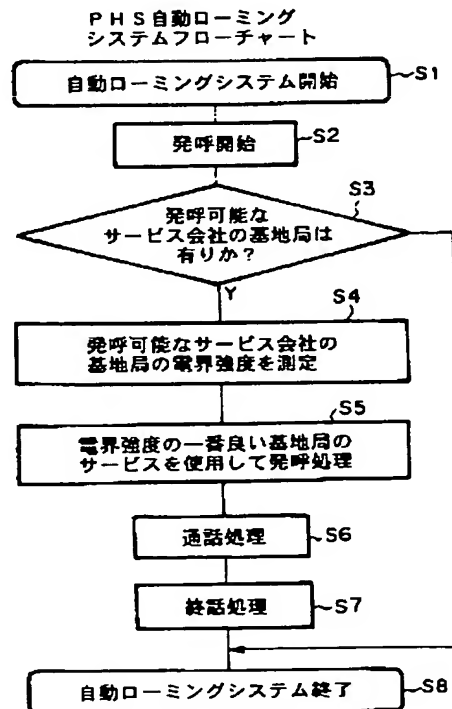 PHS自動ローミング
システムフローチャート
自動ローミングシステム開始
S1
発呼開始
S2
S3
発呼可能な
サービス会社の基地局は
有りか?
Y
S4
発呼可能なサービス会社の
基地局の電界強度を測定
S5
電界強度の一番良い基地局の
サービスを使用して発呼処理
通話処理
S6
終話処理
S7
自動ローミングシステム終了
S8